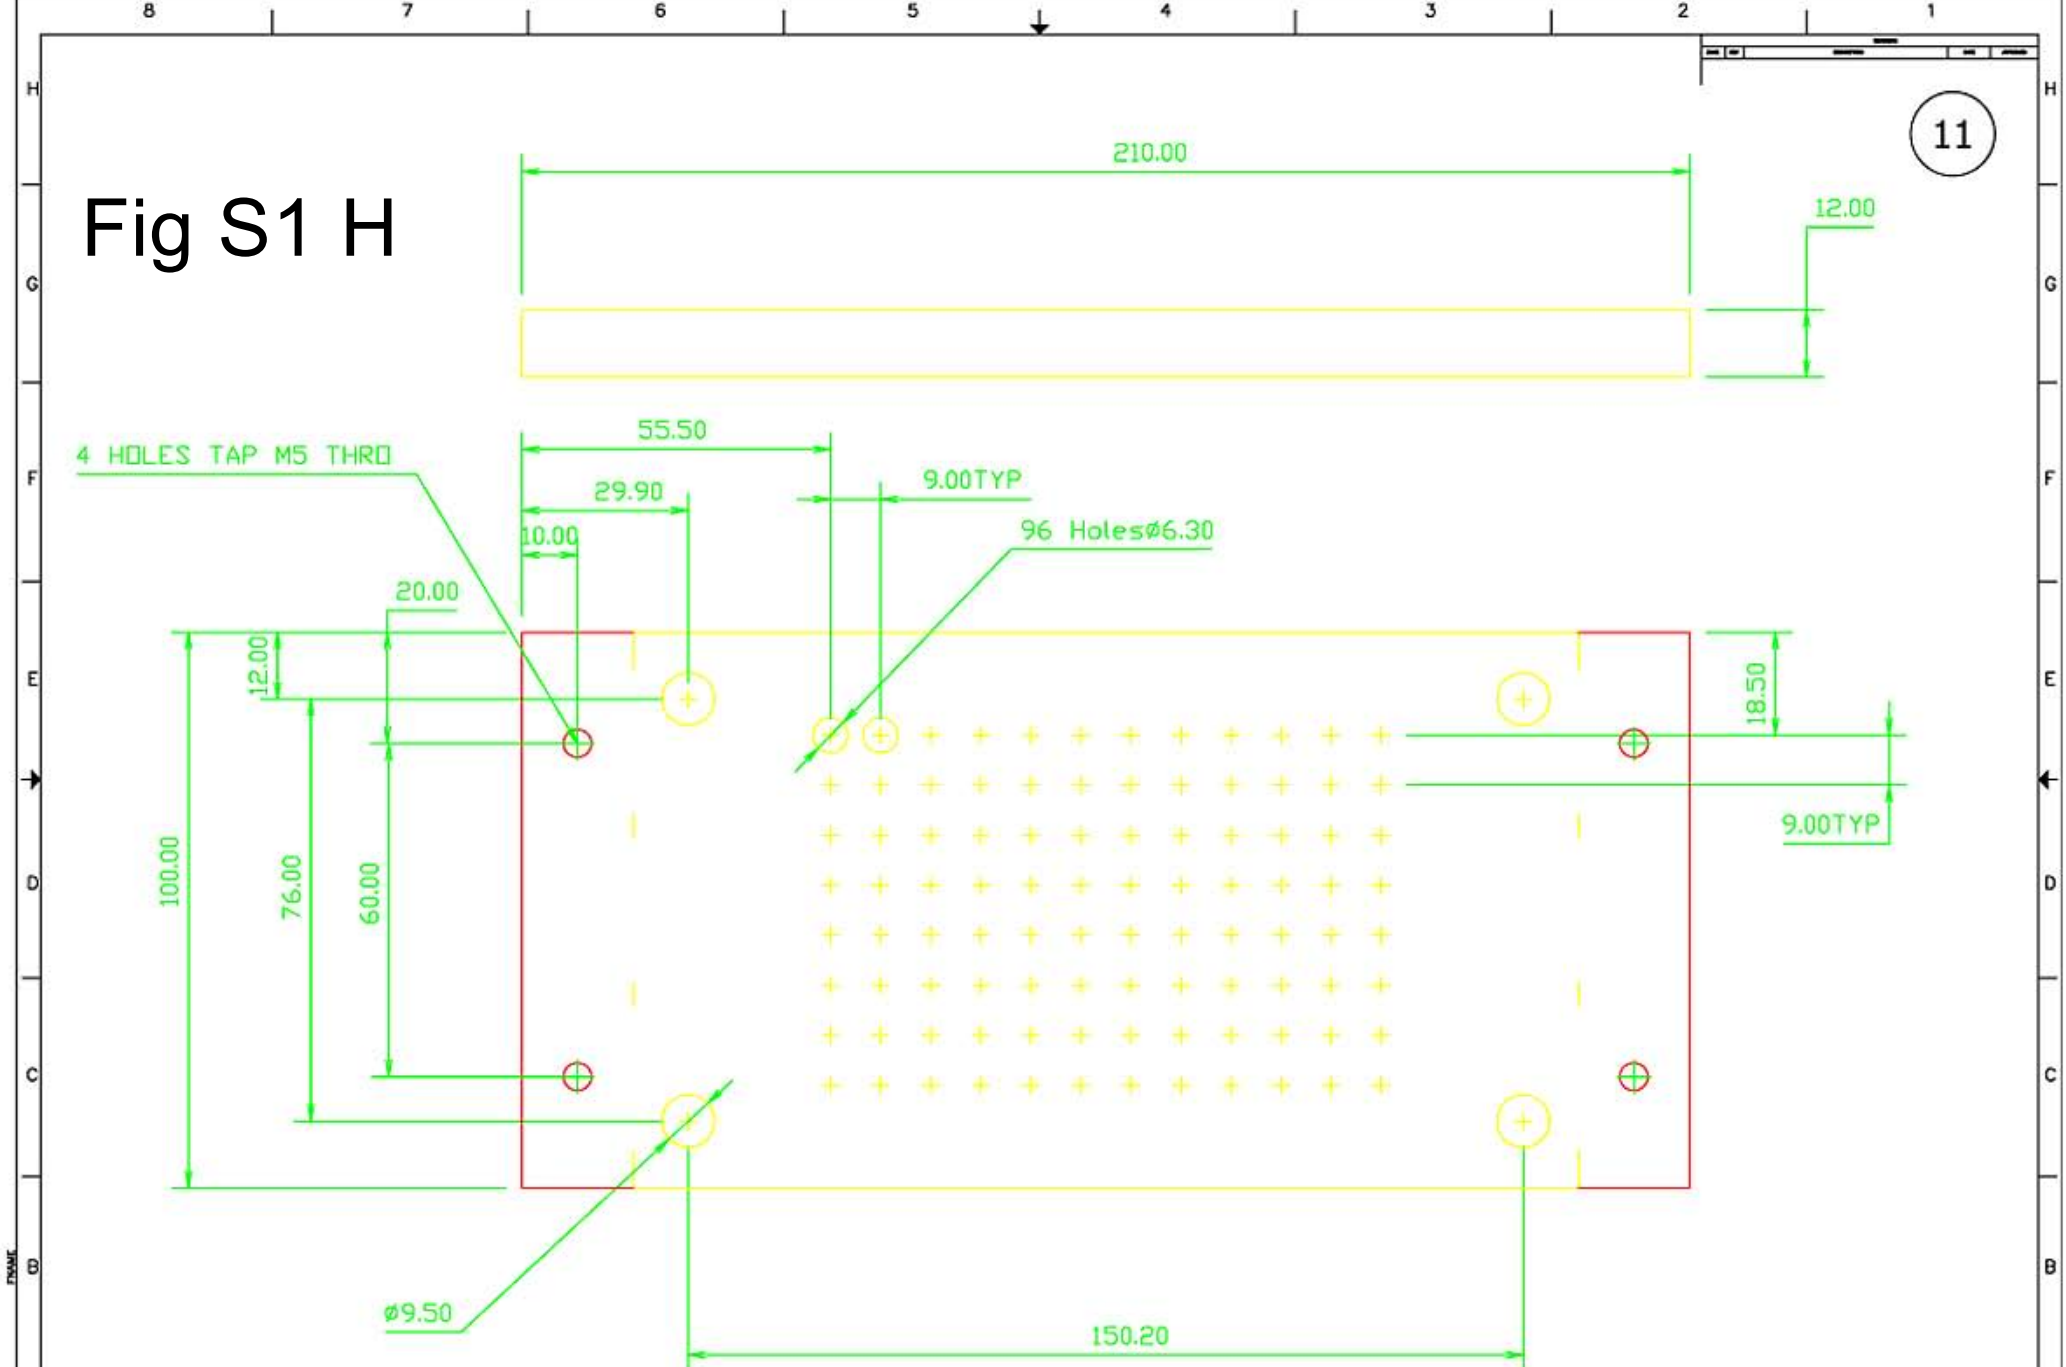 8 7 6 5 4 3 2 1
H H
11
210.00
Fig S1 H
12.00
G G
55.50
4 HOLES TAP M5 THRO
F F
9.00TYP
29.90
96 Holesø6.30
10.00
20.00
12.00
E E
18.50
9.00TYP
100.00
76.00
60.00
D D
C C
B B
FRAME
ø9.50
150.20